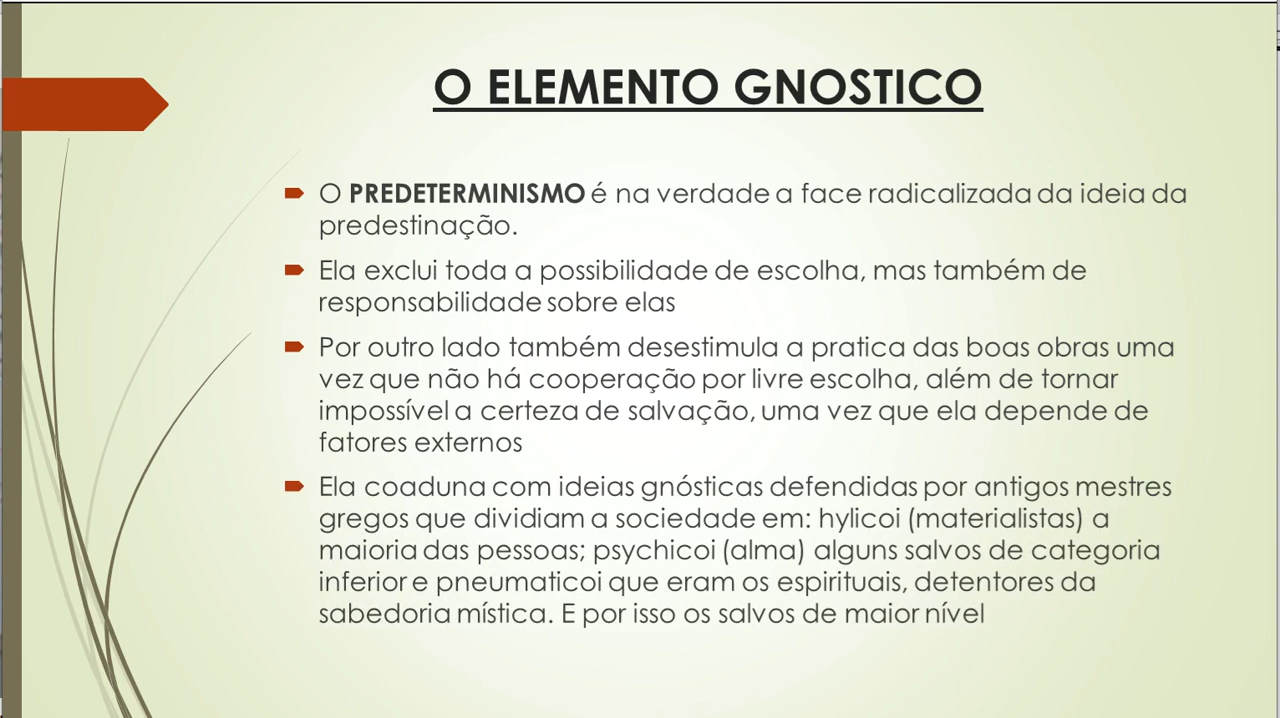 O ELEMENTO GNOSTICO
O PREDETERMINISMO é na verdade a face radicalizada da ideia da
predestinação.
Ela exclui toda a possibilidade de escolha, mas também de
responsabilidade sobre elas
Por outro lado também desestimula a pratica das boas obras uma
vez que não há cooperação por livre escolha, além de tornar
impossível a certeza de salvação, uma vez que ela depende de
fatores externos
Ela coaduna com ideias gnósticas defendidas por antigos mestres
gregos que dividiam a sociedade em: hylicoi (materialistas) a
maioria das pessoas; psychicoi (alma) alguns salvos de categoria
inferior e pneumaticoi que eram os espirituais, detentores da
sabedoria mística. E por isso os salvos de maior nível